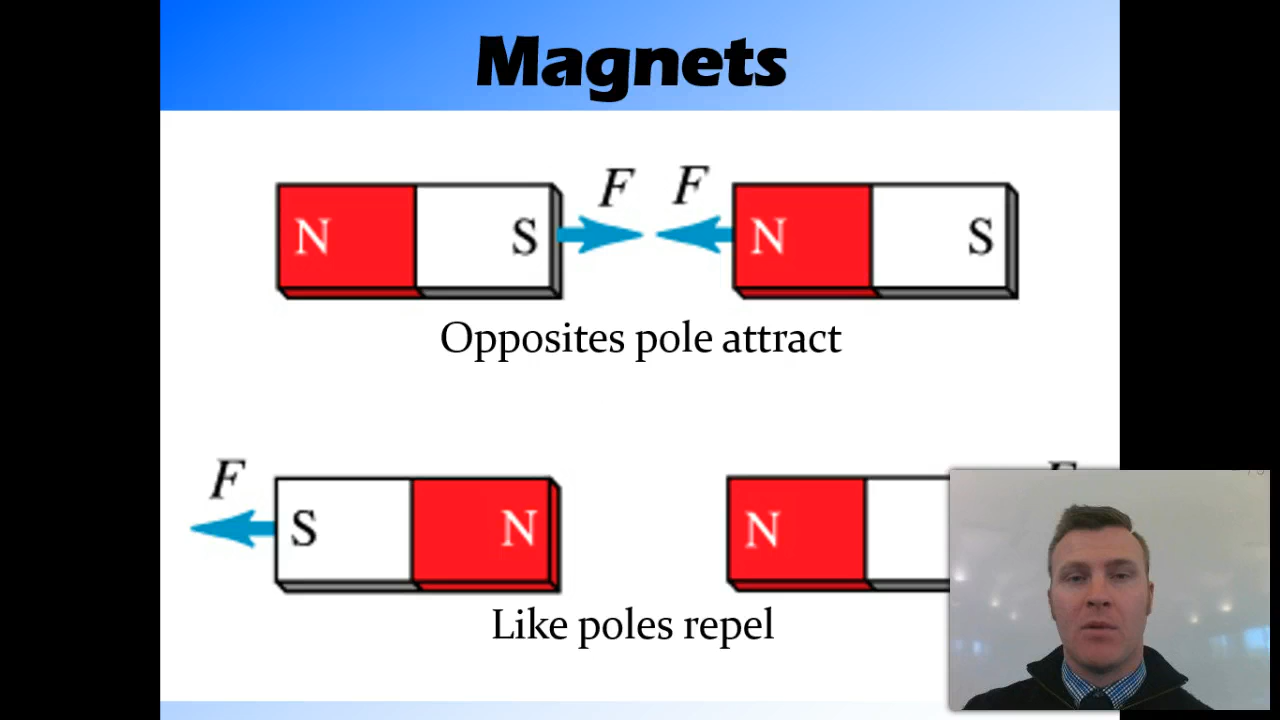 Magnets
F F
N S N S
Opposites pole attract
F
S N N
Like poles repel